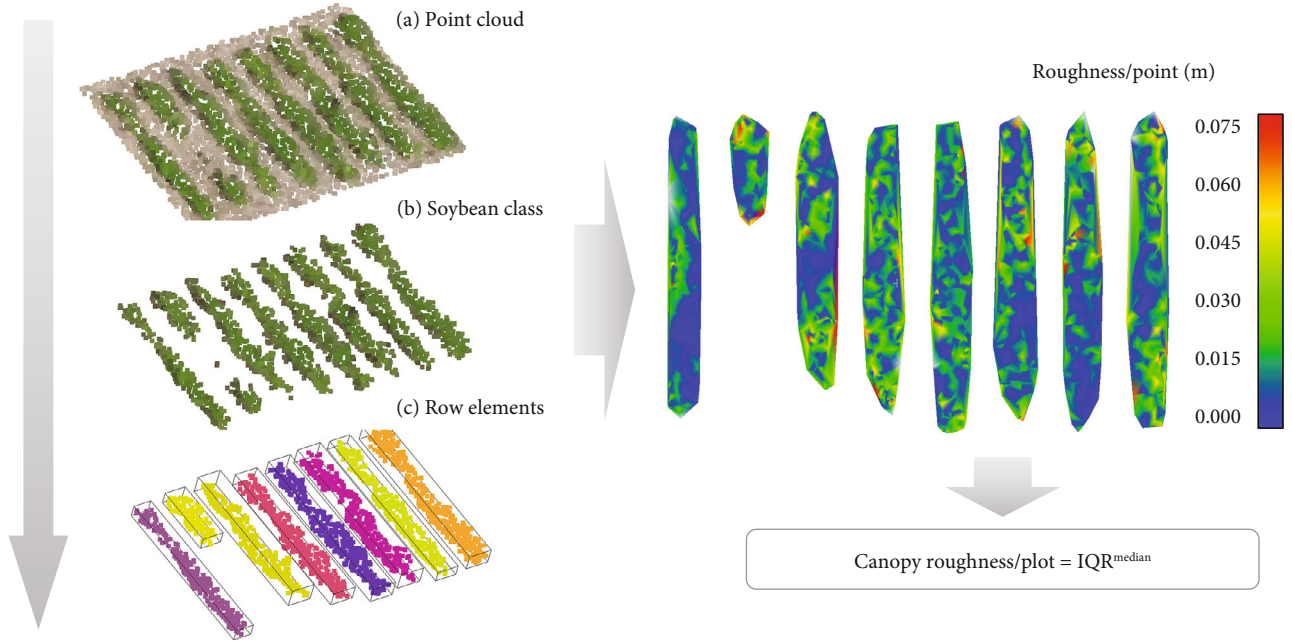 (a) Point cloud
(b) Soybean class
(c) Row elements
Roughness/point (m)
0.075
0.060
0.045
0.030
0.015
0.000
Canopy roughness/plot = IQR^median